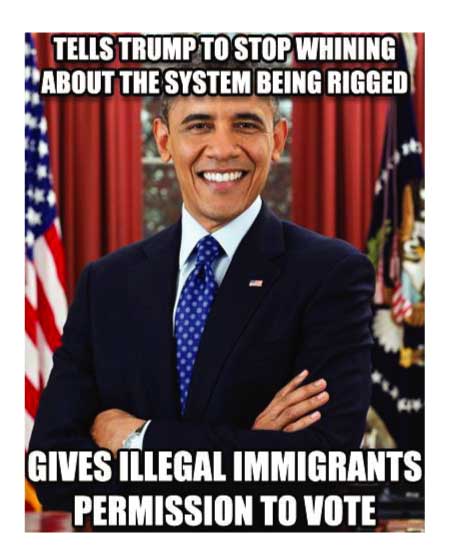 TELLS TRUMP TO STOP WHINING
ABOUT THE SYSTEM BEING RIGGED
GIVES ILLEGAL IMMIGRANTS
PERMISSION TO VOTE